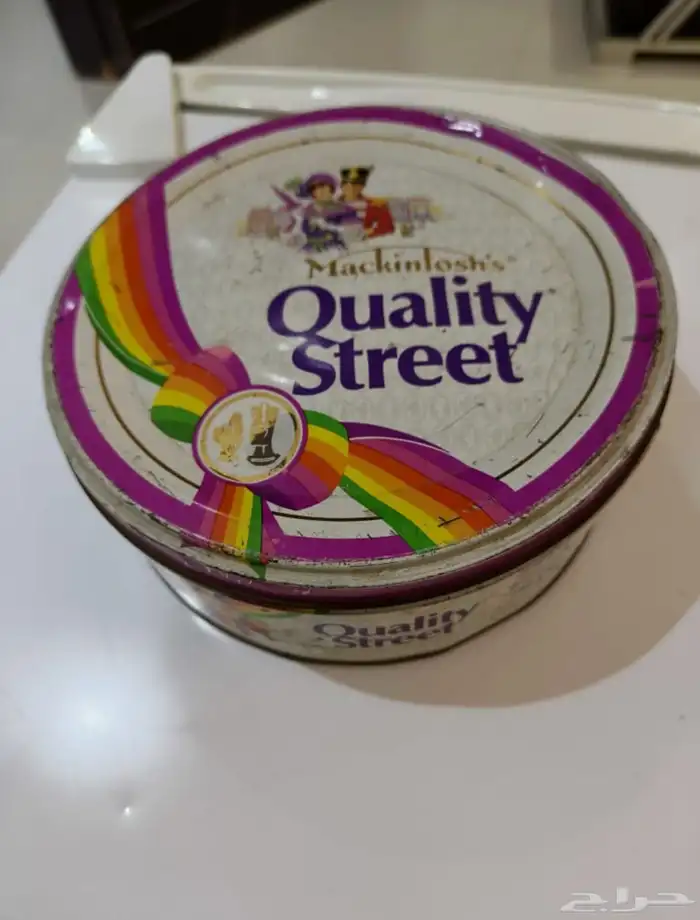 Mackintosh's
Quality
Street
Quality
Street
حراج